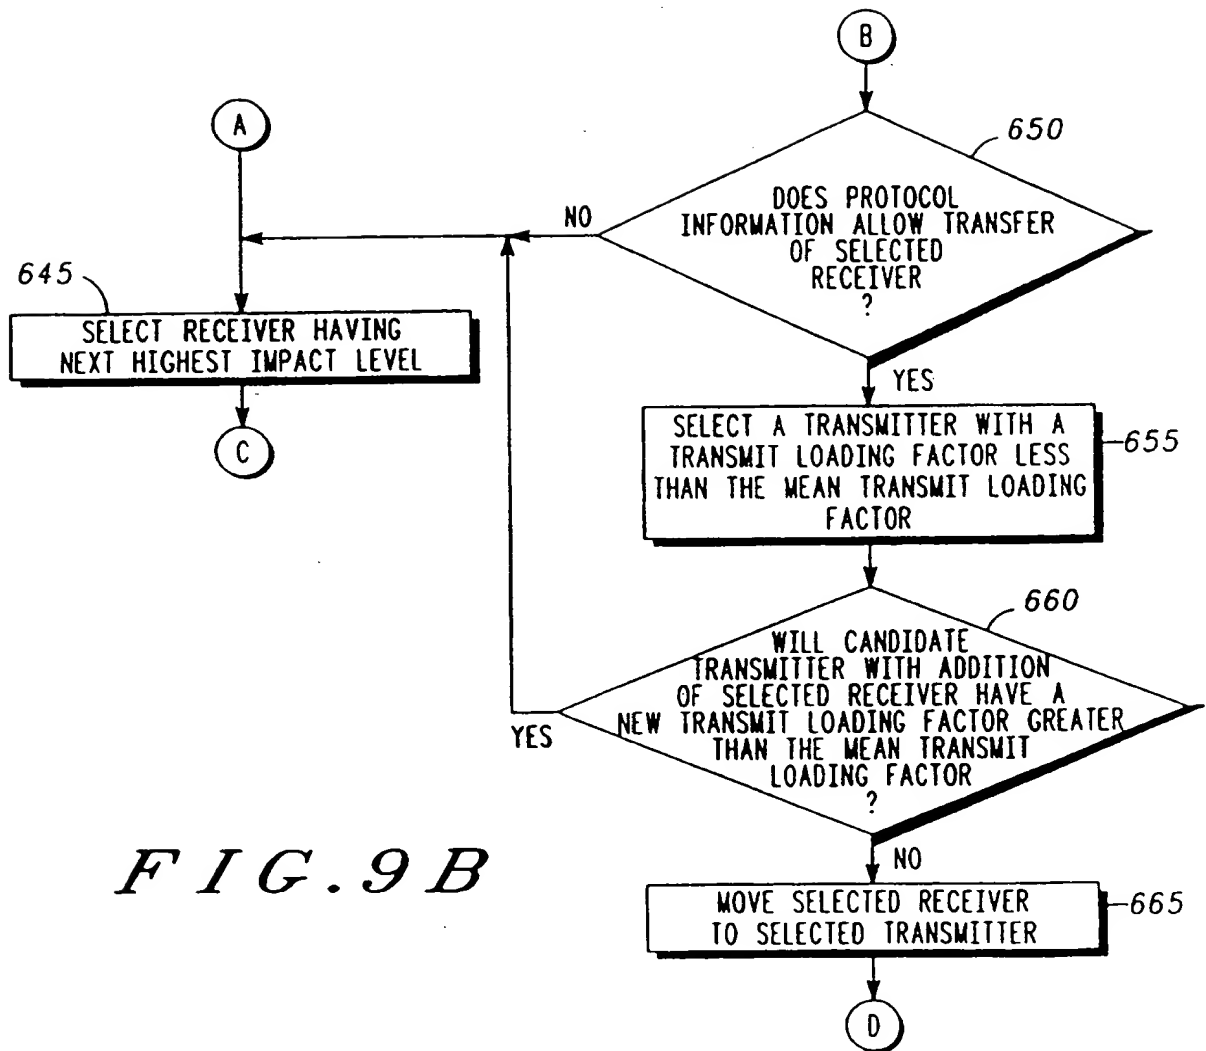 B
A
650
DOES PROTOCOL
INFORMATION ALLOW TRANSFER
OF SELECTED
RECEIVER
?
NO
645
SELECT RECEIVER HAVING
NEXT HIGHEST IMPACT LEVEL
C
YES
SELECT A TRANSMITTER WITH A
TRANSMIT LOADING FACTOR LESS
THAN THE MEAN TRANSMIT LOADING
FACTOR
655
660
WILL CANDIDATE
TRANSMITTER WITH ADDITION
OF SELECTED RECEIVER HAVE A
NEW TRANSMIT LOADING FACTOR GREATER
THAN THE MEAN TRANSMIT
LOADING FACTOR
?
YES
NO
MOVE SELECTED RECEIVER
TO SELECTED TRANSMITTER
665
D
FIG.9B